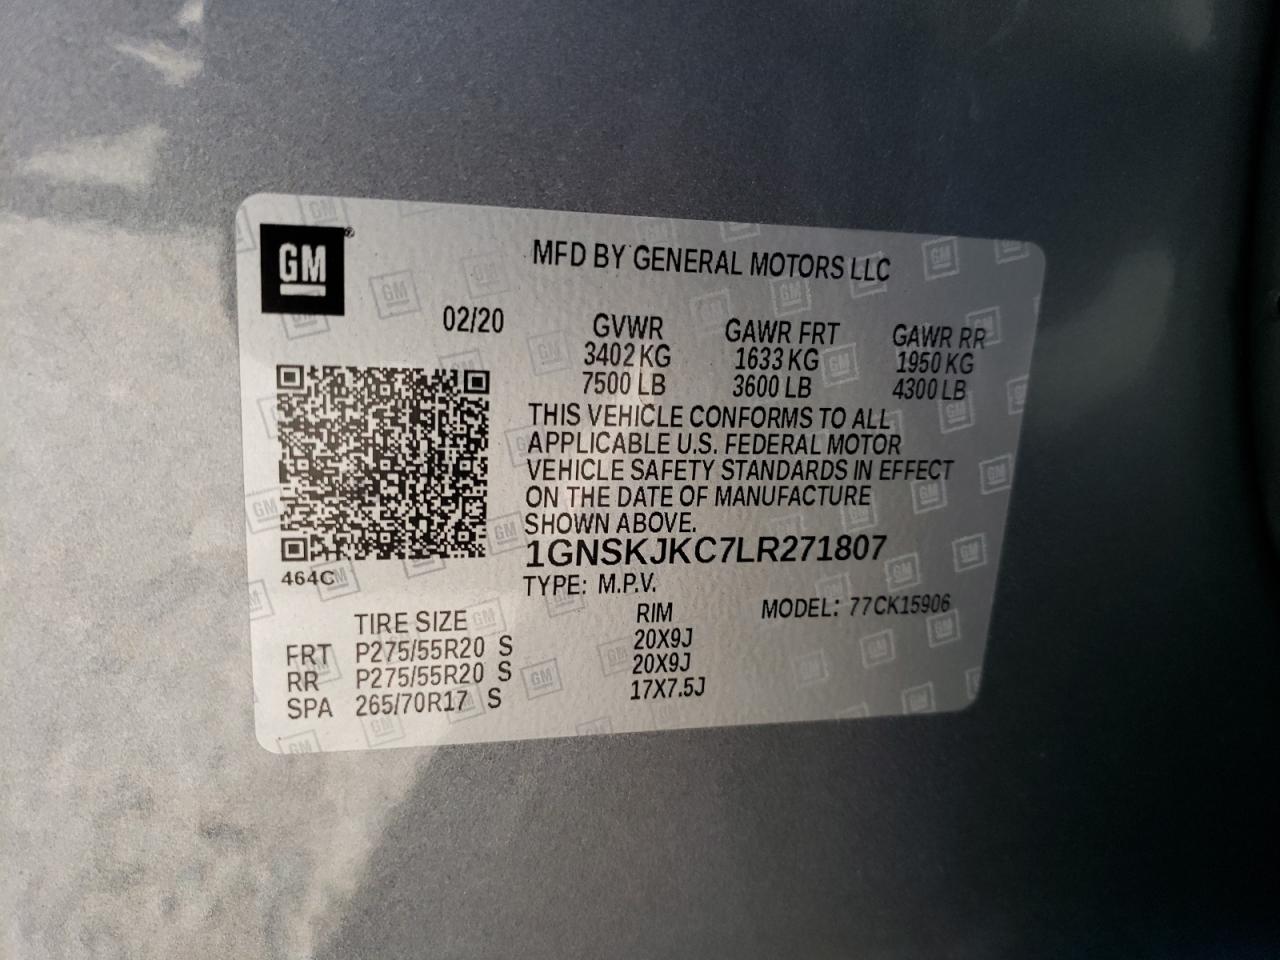 GM®
MFD BY GENERAL MOTORS LLC
02/20
GVWR GAWR FRT GAWR RR
3402 KG 1633 KG 1950 KG
7500 LB 3600 LB 4300 LB
THIS VEHICLE CONFORMS TO ALL
APPLICABLE U.S. FEDERAL MOTOR
VEHICLE SAFETY STANDARDS IN EFFECT
ON THE DATE OF MANUFACTURE
SHOWN ABOVE.
1GNSKJKC7LR271807
464C
TYPE: M.P.V.
MODEL: 77CK15906
TIRE SIZE RIM
FRT P275/55R20 S 20X9J
RR P275/55R20 S 20X9J
SPA 265/70R17 S 17X7.5J